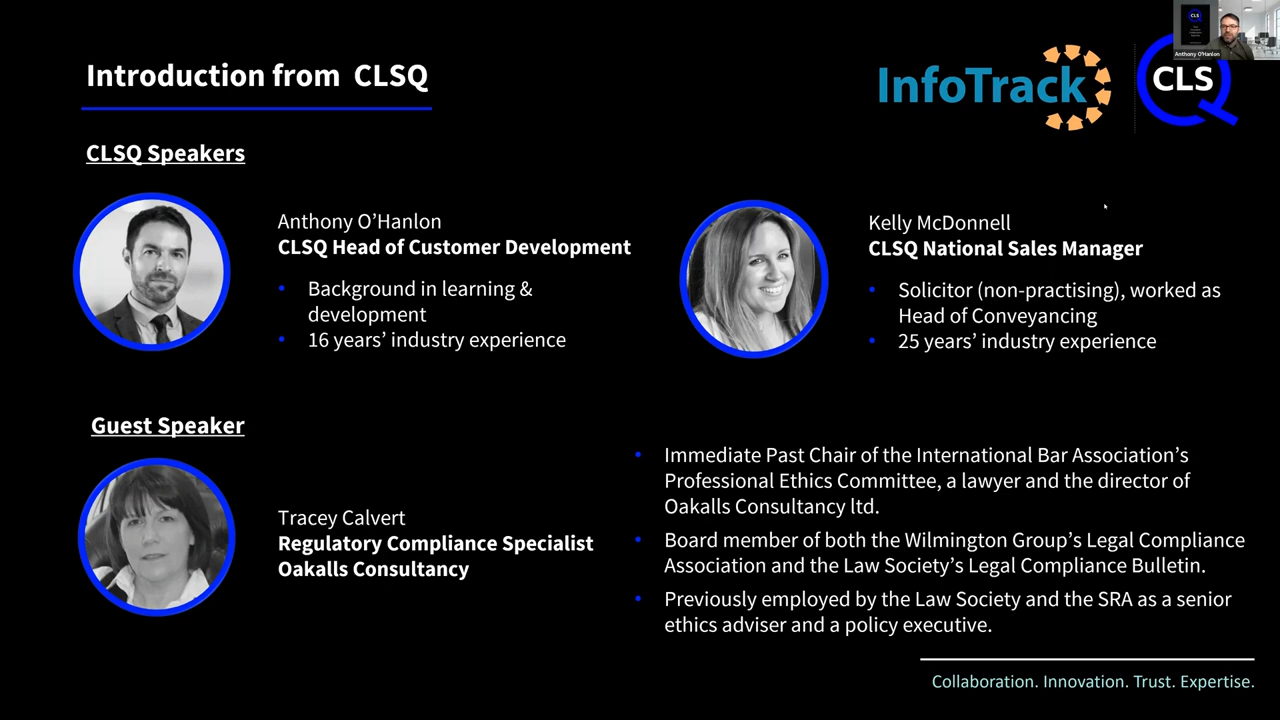 Introduction from CLSQ
InfoTrack
CLS
CLS
Anthony O'Hanlon
CLSQ Speakers
Anthony O’Hanlon
CLSQ Head of Customer Development
• Background in learning &
development
• 16 years’ industry experience
Kelly McDonnell
CLSQ National Sales Manager
• Solicitor (non-practising), worked as
Head of Conveyancing
• 25 years’ industry experience
Guest Speaker
Tracey Calvert
Regulatory Compliance Specialist
Oakalls Consultancy
• Immediate Past Chair of the International Bar Association’s
Professional Ethics Committee, a lawyer and the director of
Oakalls Consultancy ltd.
• Board member of both the Wilmington Group’s Legal Compliance
Association and the Law Society’s Legal Compliance Bulletin.
• Previously employed by the Law Society and the SRA as a senior
ethics adviser and a policy executive.
Collaboration. Innovation. Trust. Expertise.